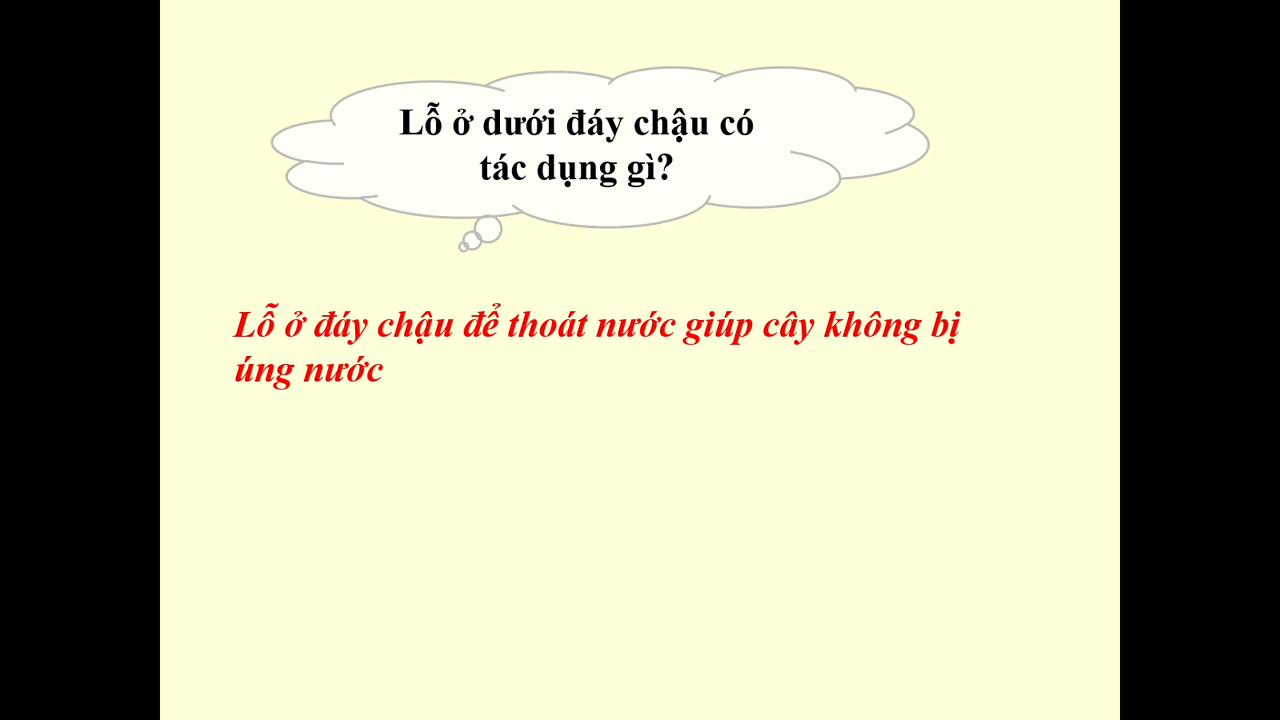 Lỗ ở dưới đáy chậu có
tác dụng gì?
Lỗ ở đáy chậu để thoát nước giúp cây không bị
úng nước